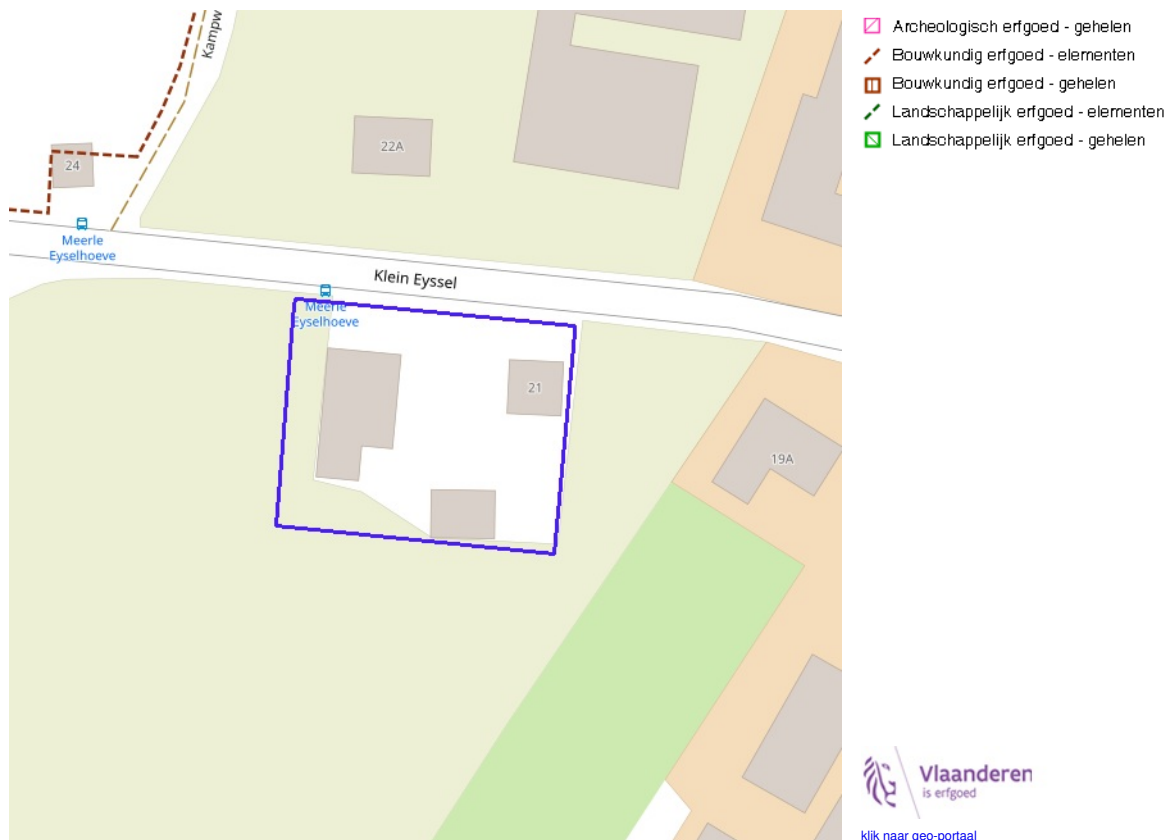 Kampw
24
22A
Meerle
Eyselhoeve
Klein Eyssel
Meerle
Eyselhoeve
21
19A
Archeologisch erfgoed - gehelen
Bouwkundig erfgoed - elementen
Bouwkundig erfgoed - gehelen
Landschappelijk erfgoed - elementen
Landschappelijk erfgoed - gehelen
Vlaanderen
is erfgoed
klik naar geo-portaal